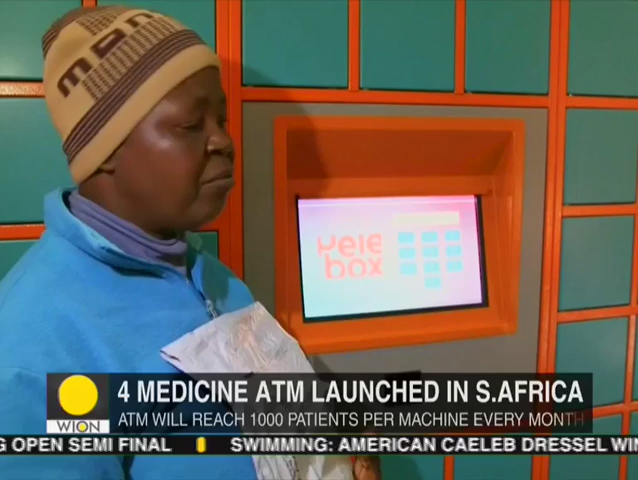 Pele
box
4 MEDICINE ATM LAUNCHED IN S.AFRICA
ATM WILL REACH 1000 PATIENTS PER MACHINE EVERY MONTH
WION
G OPEN SEMI FINAL SWIMMING: AMERICAN CAELEB DRESSEL WIN